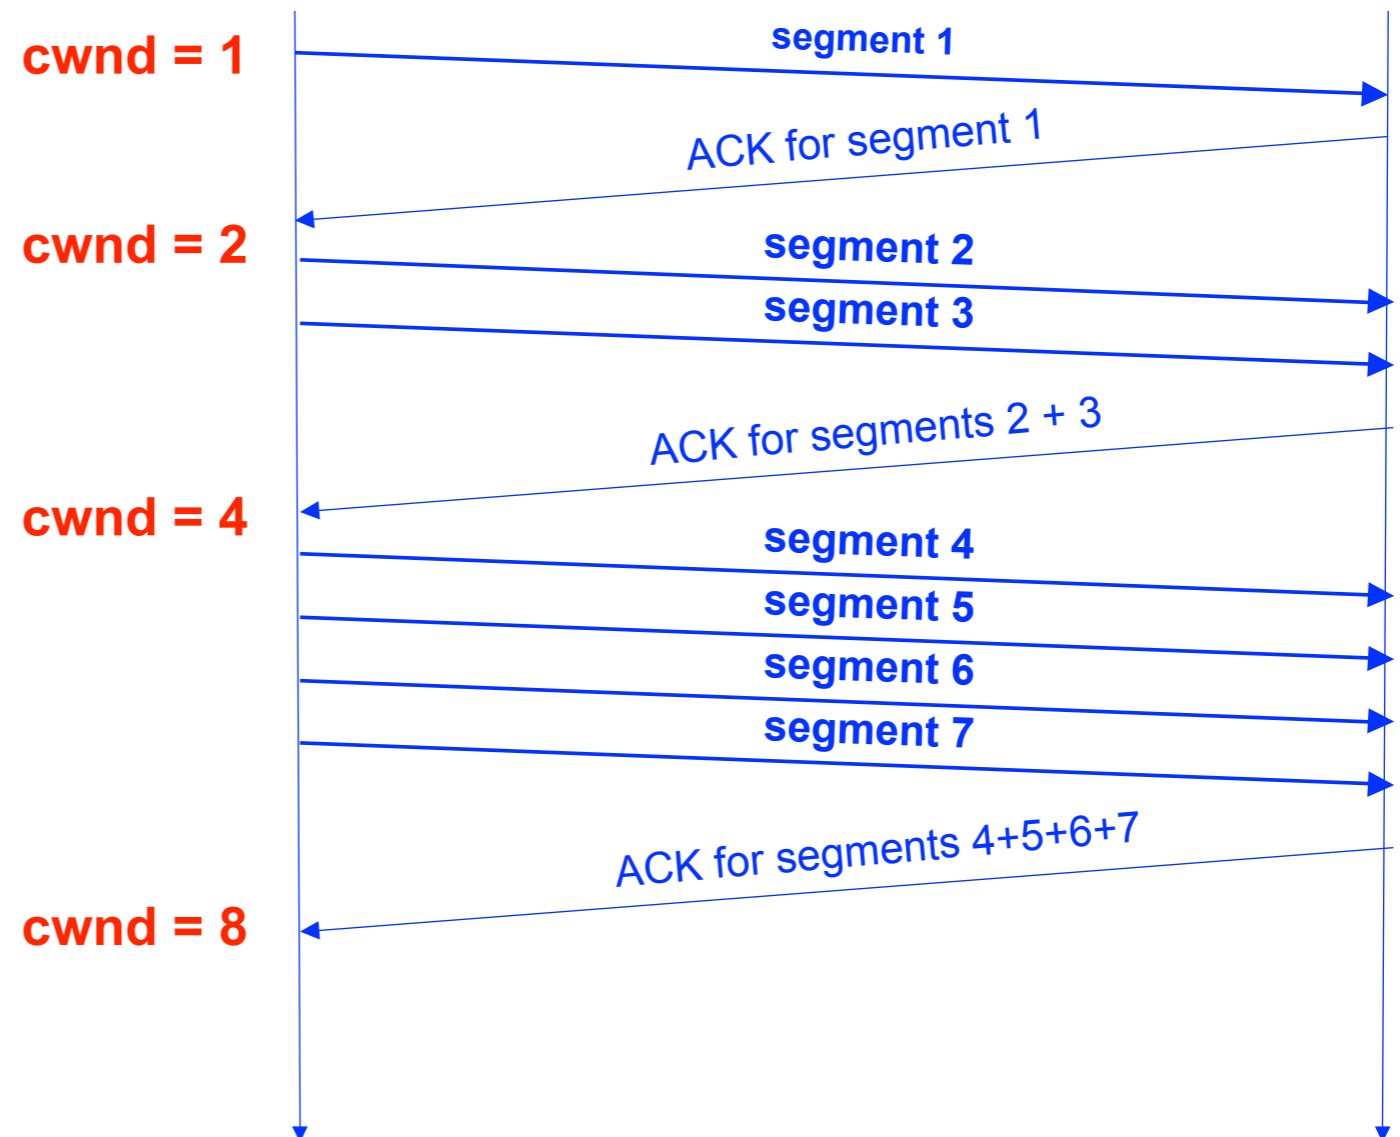 cwnd = 1
segment 1
ACK for segment 1
cwnd = 2
segment 2
segment 3
ACK for segments 2 + 3
cwnd = 4
segment 4
segment 5
segment 6
segment 7
ACK for segments 4+5+6+7
cwnd = 8